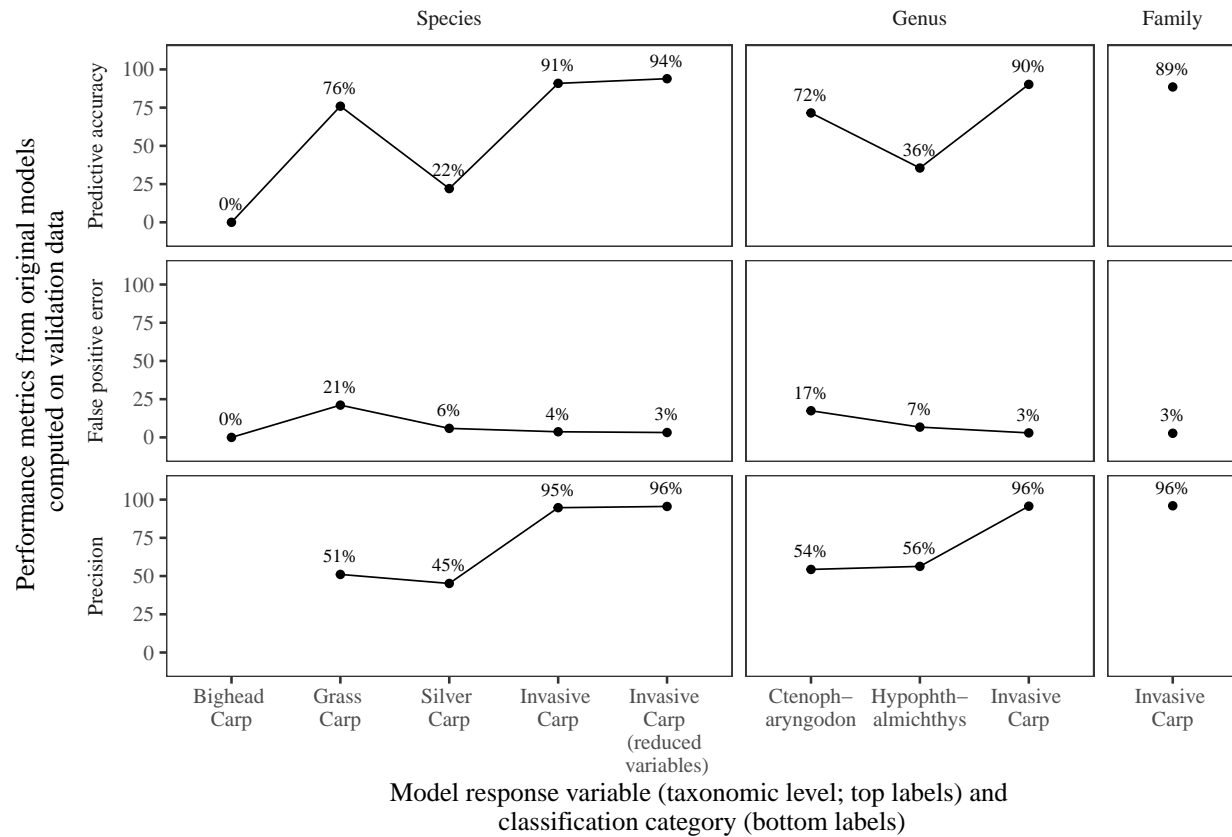 Species
Genus
Family
Performance metrics from original models
computed on validation data
Predictive accuracy
100
75
50
25
0
0%
76%
22%
91%
94%
72%
36%
90%
89%
False positive error
100
75
50
25
0
0%
21%
6%
4%
3%
17%
7%
3%
3%
Precision
100
75
50
25
0
51%
45%
95%
96%
54%
56%
96%
96%
Bighead
Carp
Grass
Carp
Silver
Carp
Invasive
Carp
Invasive
Carp
(reduced
variables)
Ctenoph–
aryngodon
Hypophth–
almichthys
Invasive
Carp
Invasive
Carp
Model response variable (taxonomic level; top labels) and
classification category (bottom labels)